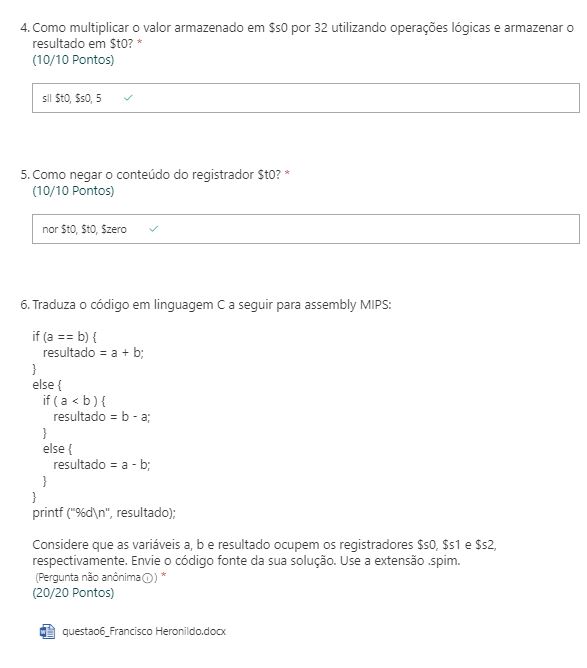 4. Como multiplicar o valor armazenado em $s0 por 32 utilizando operações lógicas e armazenar o
resultado em $t0? *
(10/10 Pontos)
sll $t0, $s0, 5
5. Como negar o conteúdo do registrador $t0? *
(10/10 Pontos)
nor $t0, $t0, $zero
6. Traduza o código em linguagem C a seguir para assembly MIPS:
if (a == b) {
resultado = a + b;
}
else {
if ( a < b ) {
resultado = b - a;
}
else {
resultado = a - b;
}
}
printf ("%d\n", resultado);
Considere que as variáveis a, b e resultado ocupem os registradores $s0, $s1 e $s2,
respectivamente. Envie o código fonte da sua solução. Use a extensão .spim.
(Pergunta não anônima) *
(20/20 Pontos)
questao6_Francisco Heronildo.docx